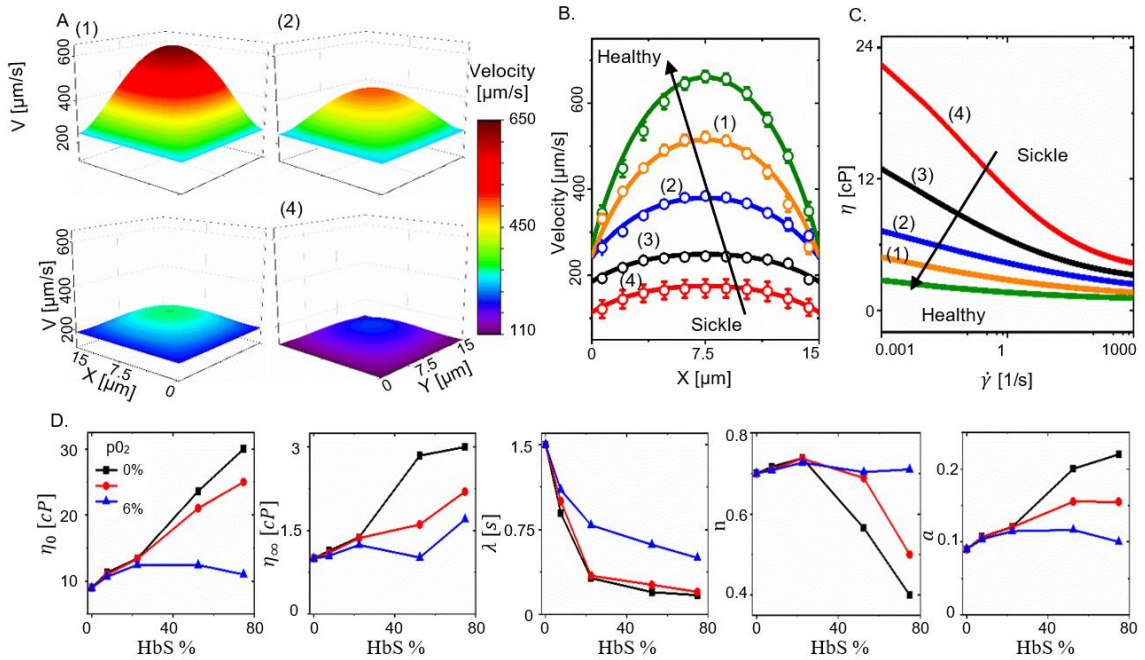 A
(1)
(2)
V [µm/s]
600
400
200
Velocity
[µm/s]
650
450
110
(4)
V [µm/s]
600
400
200
15
7.5
0
X [µm]
15
7.5
0
Y [µm]
B.
Healthy
(1)
(2)
(3)
(4)
Sickle
Velocity [µm/s]
600
400
200
0
7.5
15
X [µm]
C.
24
12
0
η [cP]
(4)
(3)
(2)
(1)
Sickle
Healthy
0.001
1
1000
γ̇ [1/s]
D.
p0₂
0%
6%
30
20
10
η₀ [cP]
0
40
80
HbS %
3
1.5
0
η∞ [cP]
0
40
80
HbS %
1.5
0.75
0
λ [s]
0
40
80
HbS %
0.8
0.6
0.4
n
0
40
80
HbS %
0.2
0.1
0
a
0
40
80
HbS %